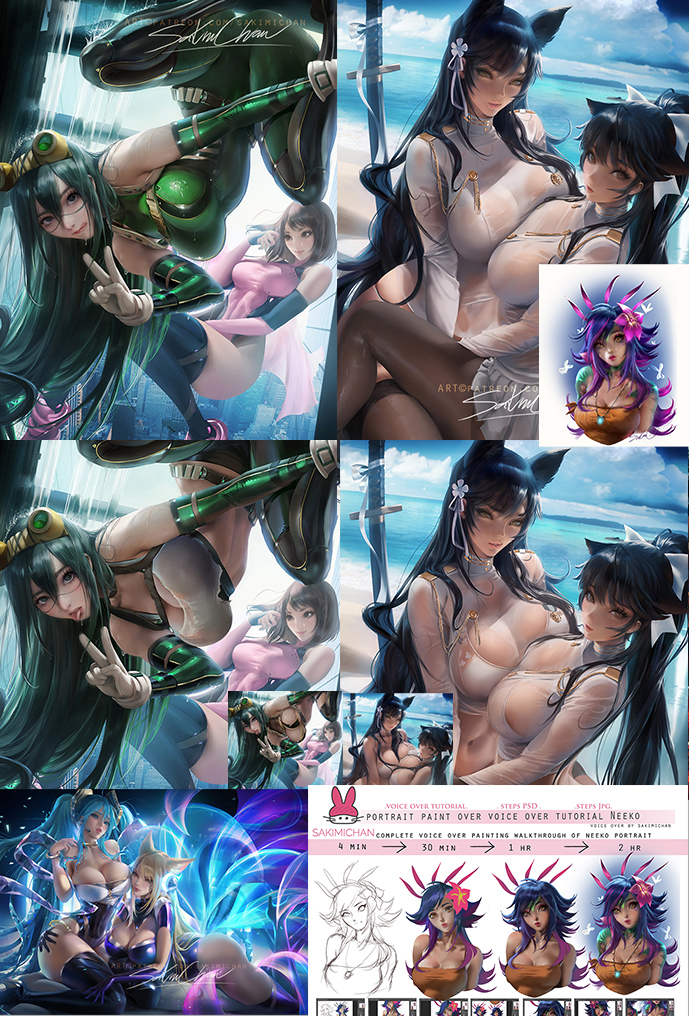 ART©PATREON.COM/SAKIMICHAN
SakimiChan
ART©PATREON.CO
.VOICE OVER TUTORIAL.
. STEPS PSD .
.STEPS JPG.
PORTRAIT PAINT OVER VOICE OVER TUTORIAL NEEKO
VOICE OVER BY SAKIMICHAN
SAKIMICHAN
COMPLETE VOICE OVER PAINTING WALKTHROUGH OF NEEKO PORTRAIT
4 MIN
30 MIN
1 HR
2 HR